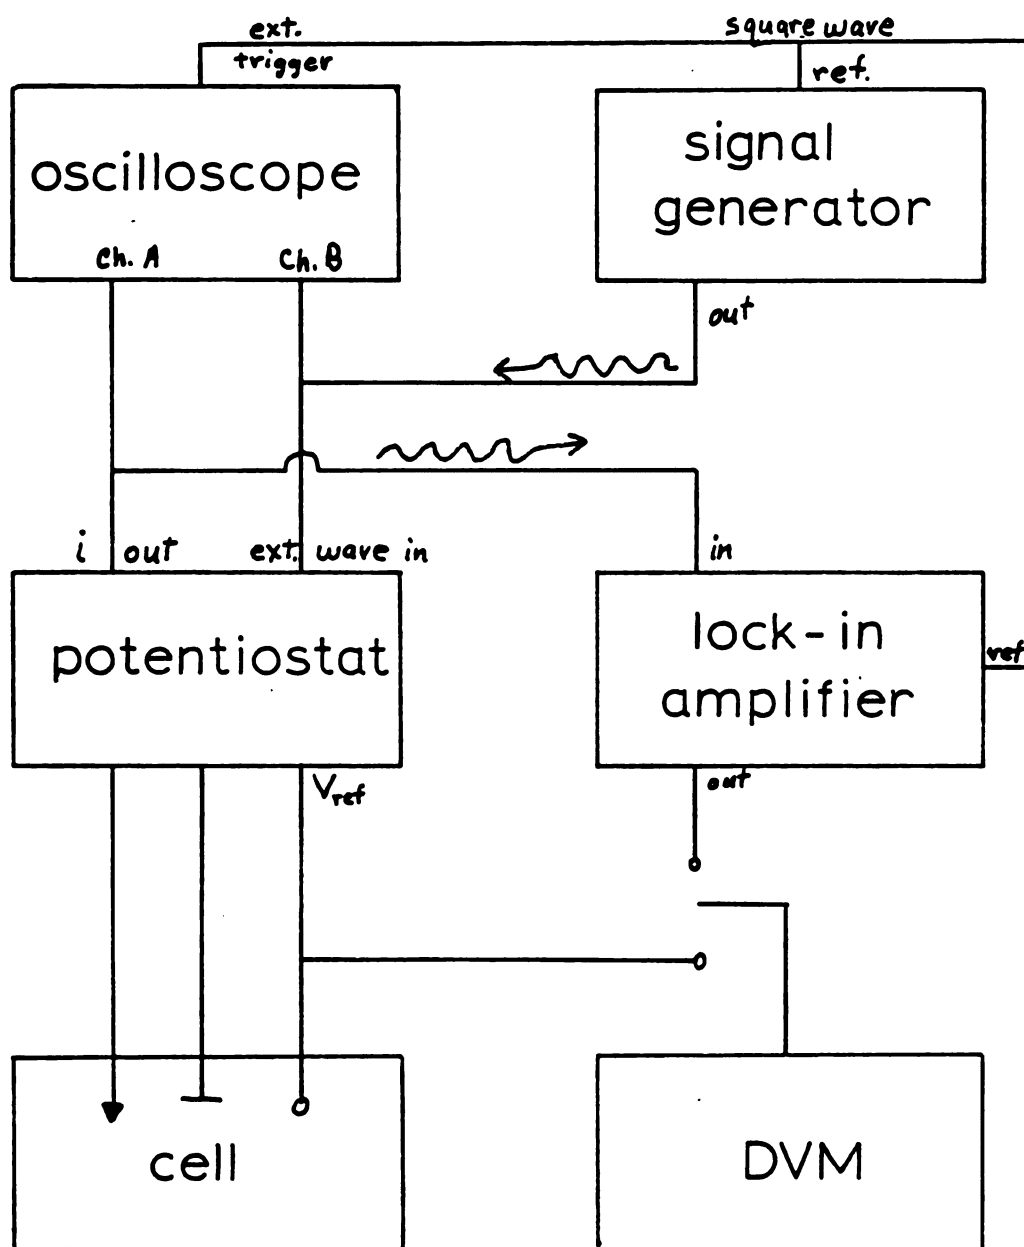 ext.
trigger
square wave
ref.
oscilloscope
ch. A
ch. B
signal
generator
out
i out
ext. wave in
in
potentiostat
lock-in
amplifier
ref
Vref
out
cell
DVM